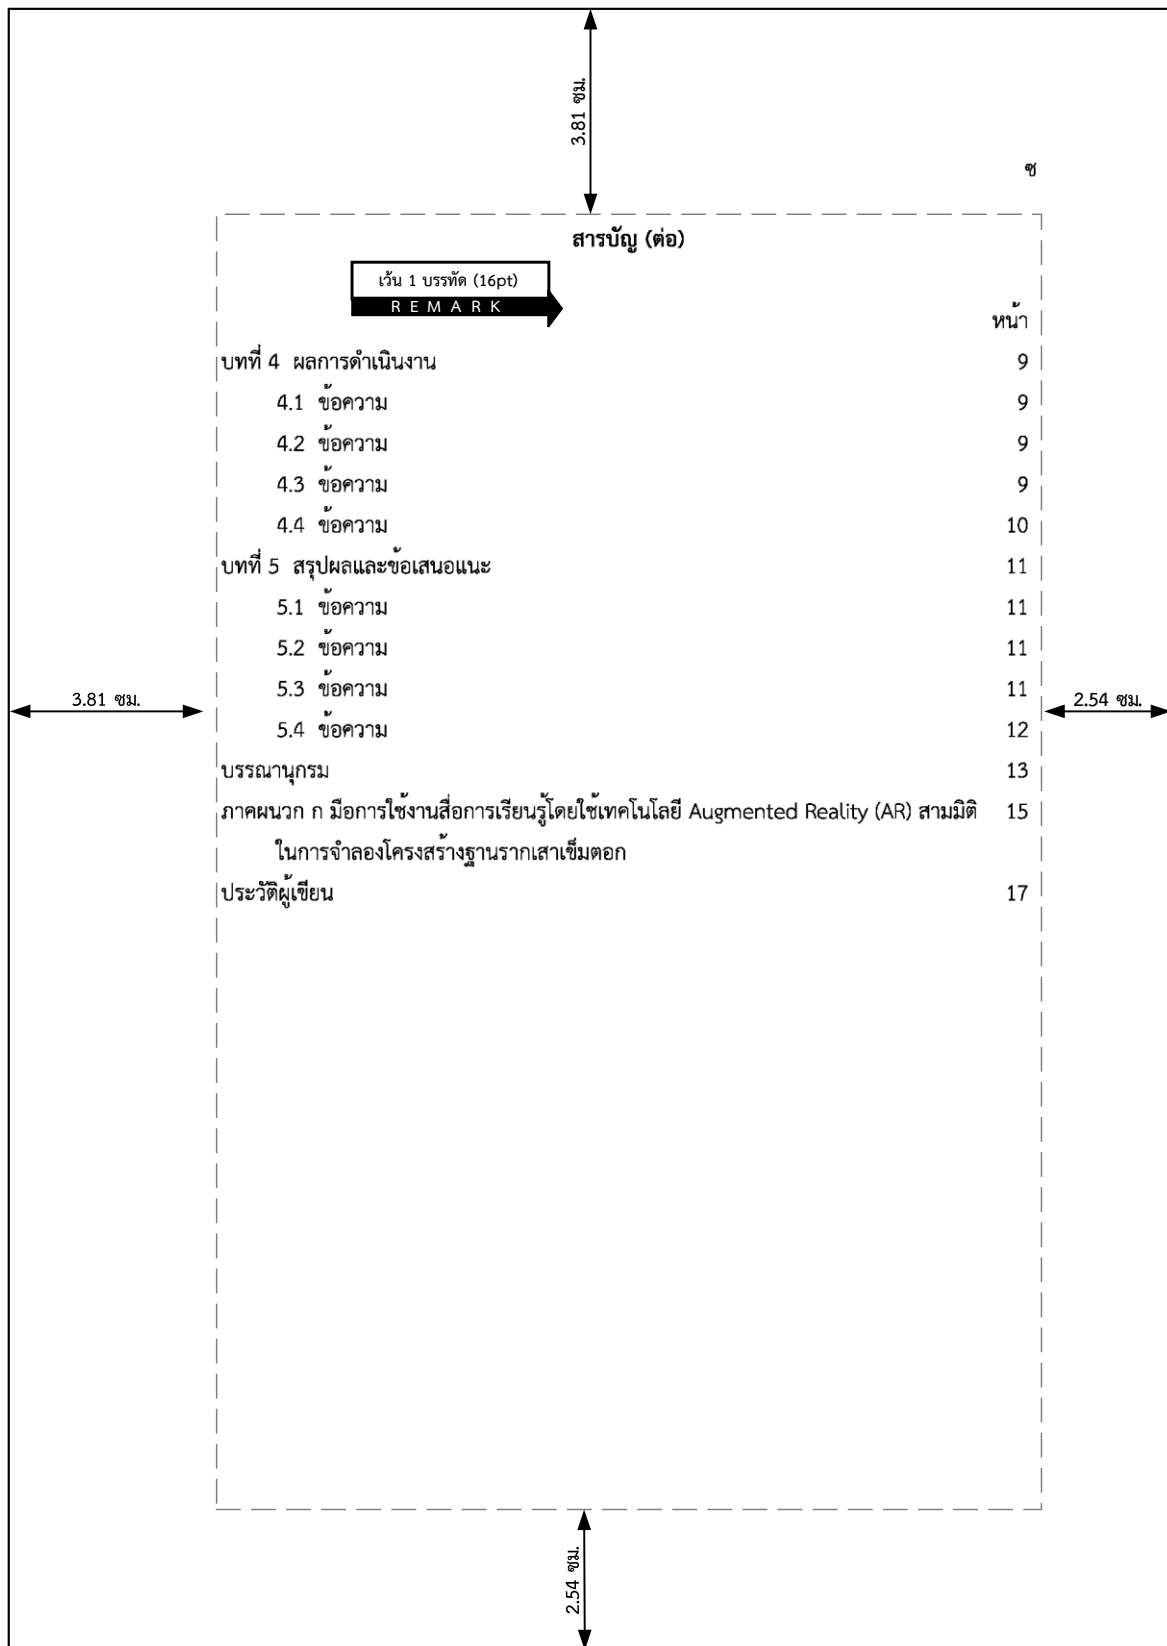 3.81 ซม.
ซ
สารบัญ (ต่อ)
เว้น 1 บรรทัด (16pt)
REMARK
หน้า
บทที่ 4 ผลการดำเนินงาน 9
4.1 ข้อความ 9
4.2 ข้อความ 9
4.3 ข้อความ 9
4.4 ข้อความ 10
บทที่ 5 สรุปผลและข้อเสนอแนะ 11
5.1 ข้อความ 11
5.2 ข้อความ 11
5.3 ข้อความ 11
3.81 ซม.
2.54 ซม.
5.4 ข้อความ 12
บรรณานุกรม 13
ภาคผนวก ก มือการใช้งานสื่อการเรียนรู้โดยใช้เทคโนโลยี Augmented Reality (AR) สามมิติ 15
ในการจำลองโครงสร้างฐานรากเสาเข็มตอก
ประวัติผู้เขียน 17
2.54 ซม.